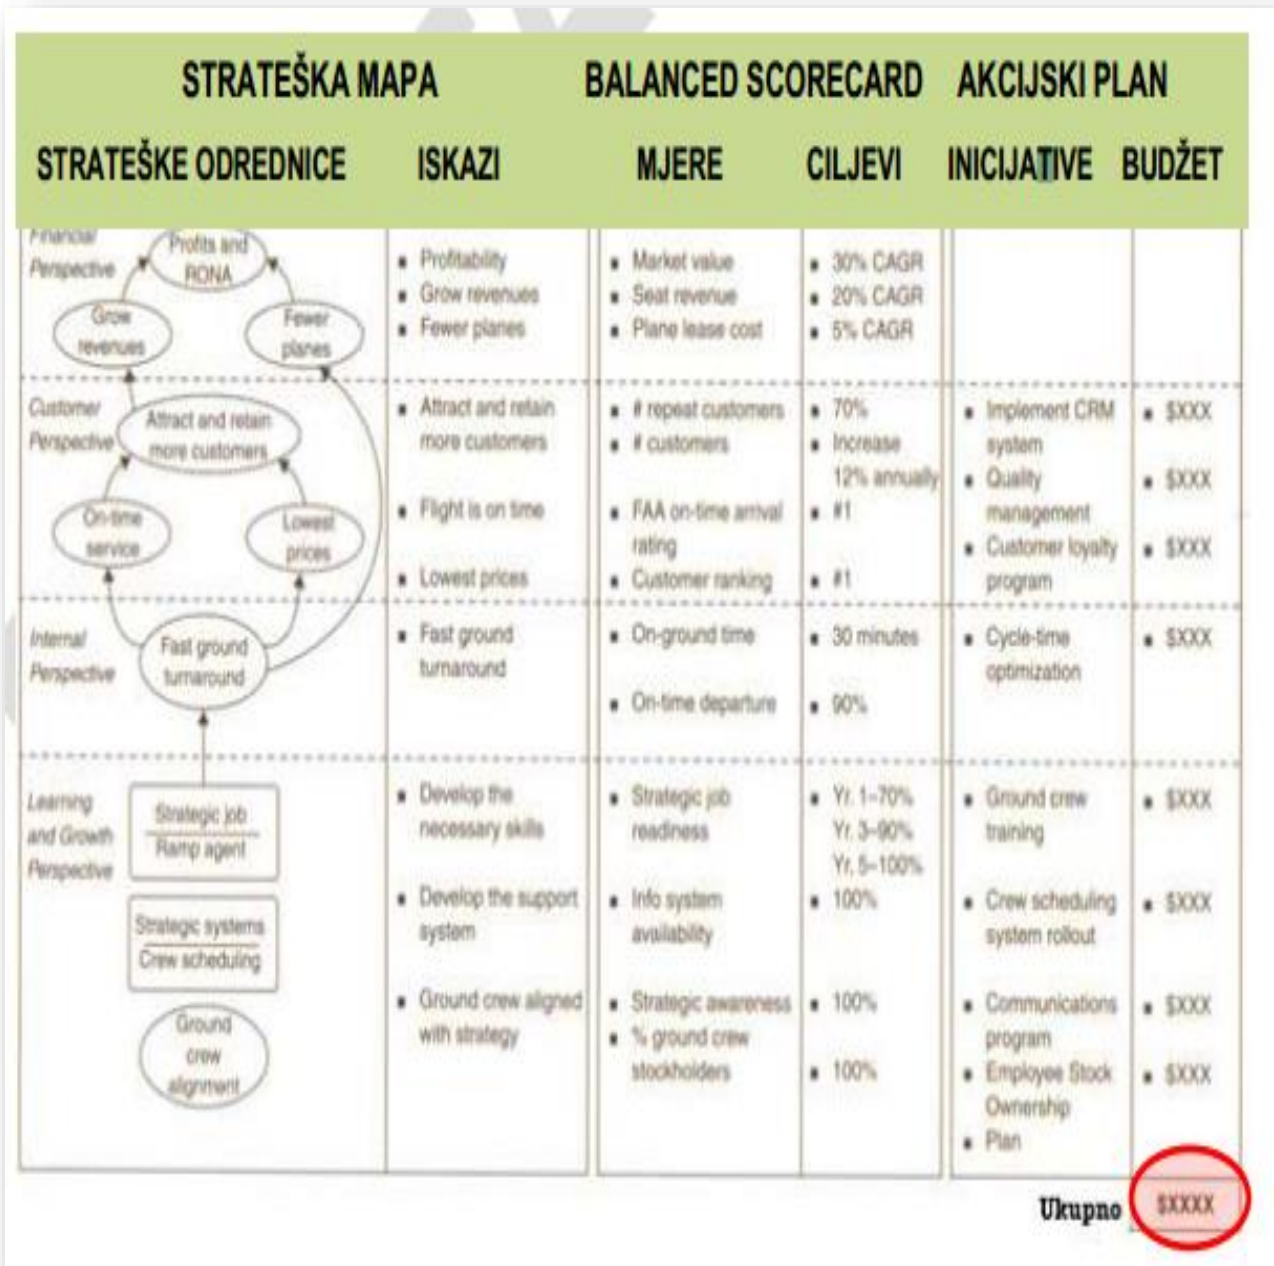 STRATEŠKA MAPA
BALANCED SCORECARD
AKCIJSKI PLAN
STRATEŠKE ODREDNICE
ISKAZI
MJERE
CILJEVI
INICIJATIVE
BUDŽET
Financial
Perspective
Profits and
RONA
Grow
revenues
Fewer
planes
▪ Profitability
▪ Grow revenues
▪ Fewer planes
▪ Market value
▪ Seat revenue
▪ Plane lease cost
▪ 30% CAGR
▪ 20% CAGR
▪ 5% CAGR
Customer
Perspective
Attract and retain
more customers
On-time
service
Lowest
prices
▪ Attract and retain
more customers
▪ Flight is on time
▪ Lowest prices
▪ # repeat customers
▪ # customers
▪ FAA on-time arrival
rating
▪ Customer ranking
▪ 70%
▪ Increase
12% annually
▪ #1
▪ #1
▪ Implement CRM
system
▪ Quality
management
▪ Customer loyalty
program
▪ $XXX
▪ $XXX
▪ $XXX
Internal
Perspective
Fast ground
turnaround
▪ Fast ground
turnaround
▪ On-ground time
▪ On-time departure
▪ 30 minutes
▪ 90%
▪ Cycle-time
optimization
▪ $XXX
Learning
and Growth
Perspective
Strategic job
Ramp agent
Strategic systems
Crew scheduling
Ground
crew
alignment
▪ Develop the
necessary skills
▪ Develop the support
system
▪ Ground crew aligned
with strategy
▪ Strategic job
readiness
▪ Info system
availability
▪ Strategic awareness
▪ % ground crew
stockholders
▪ Yr. 1–70%
Yr. 3–90%
Yr. 5–100%
▪ 100%
▪ 100%
▪ 100%
▪ Ground crew
training
▪ Crew scheduling
system rollout
▪ Communications
program
▪ Employee Stock
Ownership
▪ Plan
▪ $XXX
▪ $XXX
▪ $XXX
▪ $XXX
Ukupno
$XXXX